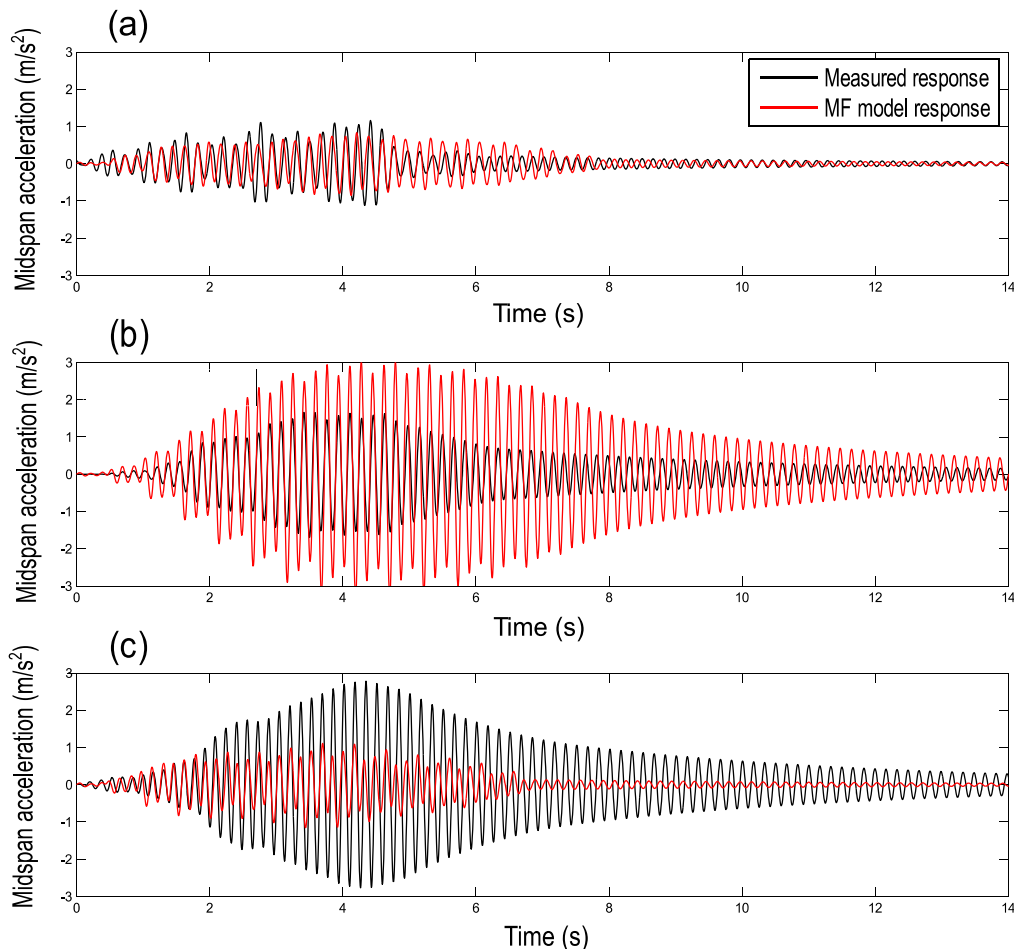 (a)
Midspan acceleration (m/s²)
3
2
1
0
-1
-2
-3
Measured response
MF model response
0 2 4 6 8 10 12 14
Time (s)
(b)
Midspan acceleration (m/s²)
3
2
1
0
-1
-2
-3
0 2 4 6 8 10 12 14
Time (s)
(c)
Midspan acceleration (m/s²)
3
2
1
0
-1
-2
-3
0 2 4 6 8 10 12 14
Time (s)